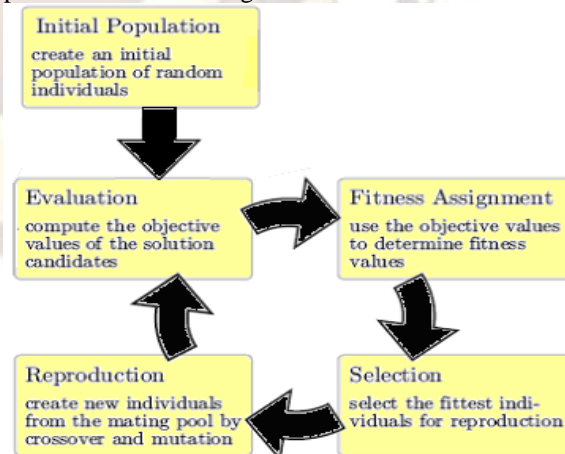 Initial Population
create an initial
population of random
individuals
Evaluation
compute the objective
values of the solution
candidates
Fitness Assignment
use the objective values
to determine fitness
values
Reproduction
create new individuals
from the mating pool by
crossover and mutation
Selection
select the fittest indi-
viduals for reproduction